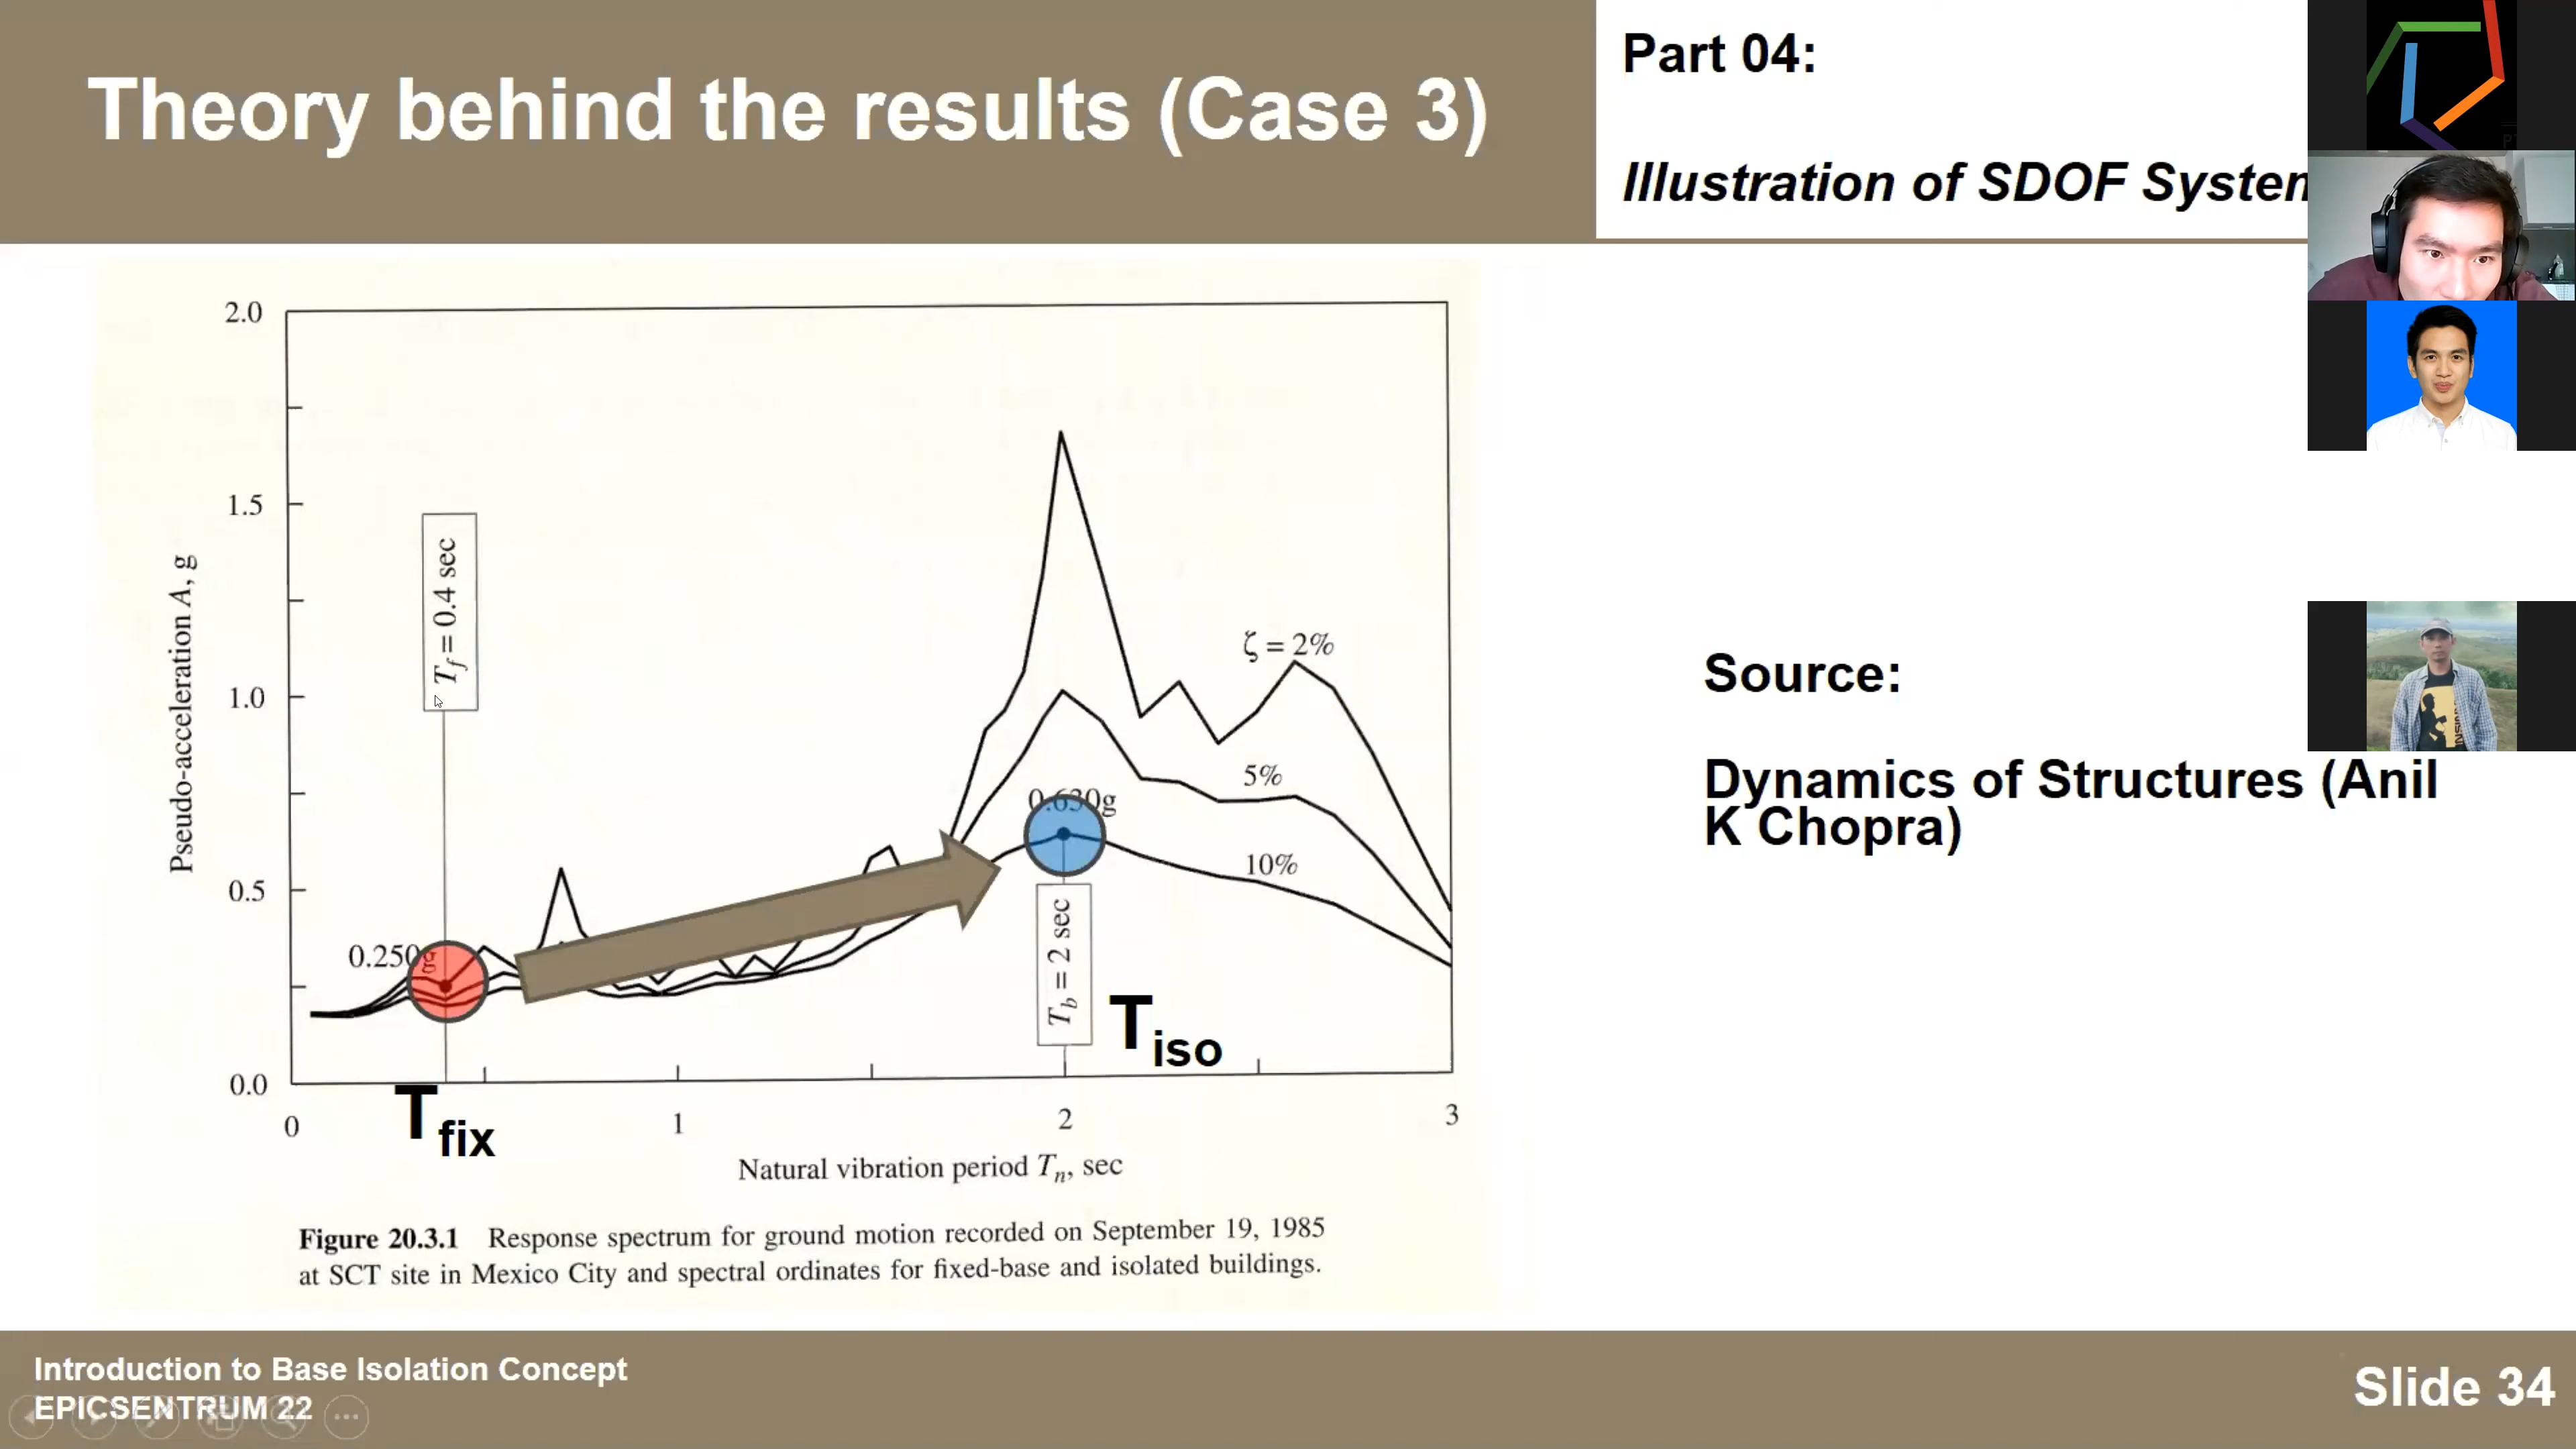 Theory behind the results (Case 3)
Part 04:
Illustration of SDOF System
2.0
1.5
1.0
0.5
0.0
Pseudo-acceleration A, g
T_f = 0.4 sec
ζ = 2%
5%
0.630g
10%
0.250g
T_b = 2 sec
T_iso
T_fix
0
1
2
3
Natural vibration period T_n, sec
Figure 20.3.1 Response spectrum for ground motion recorded on September 19, 1985
at SCT site in Mexico City and spectral ordinates for fixed-base and isolated buildings.
Source:
Dynamics of Structures (Anil
K Chopra)
Introduction to Base Isolation Concept
EPICSENTRUM 22
Slide 34